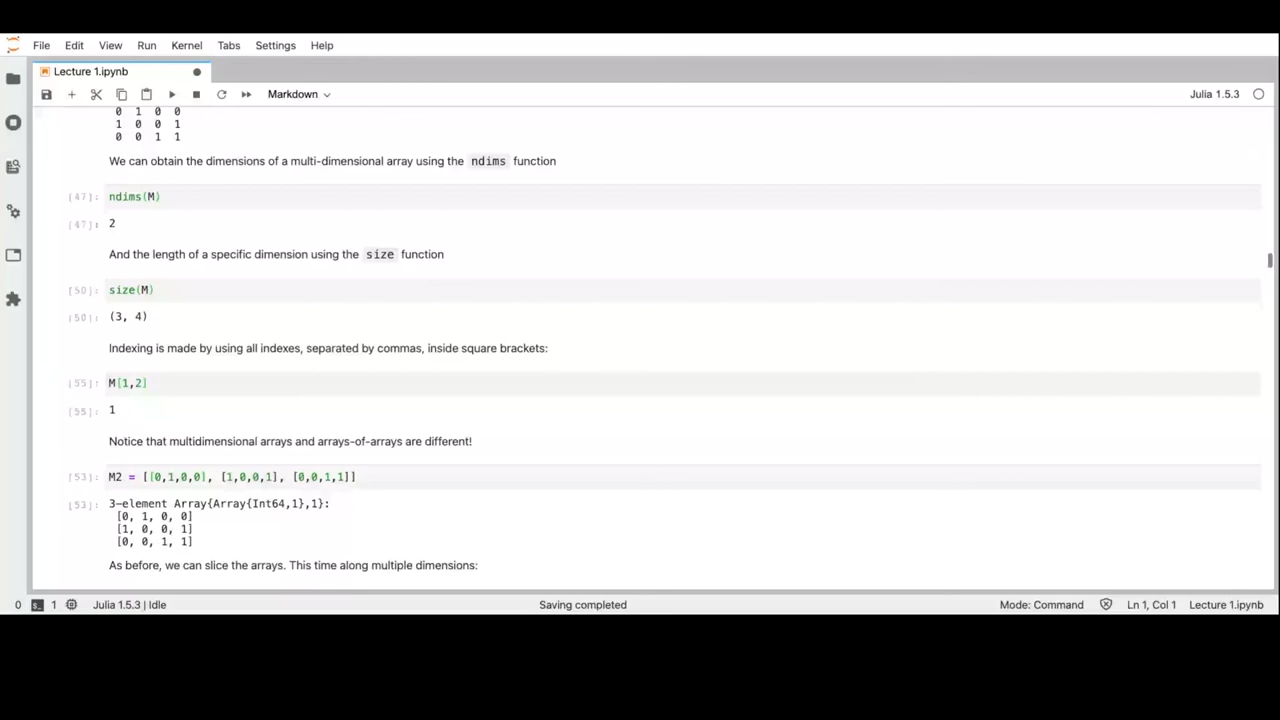 File Edit View Run Kernel Tabs Settings Help
Lecture 1.ipynb
Markdown Julia 1.5.3
0 1 0 0
1 0 0 1
0 0 1 1
We can obtain the dimensions of a multi-dimensional array using the ndims function
[47]: ndims(M)
[47]: 2
And the length of a specific dimension using the size function
[50]: size(M)
[50]: (3, 4)
Indexing is made by using all indexes, separated by commas, inside square brackets:
[55]: M[1,2]
[55]: 1
Notice that multidimensional arrays and arrays-of-arrays are different!
[53]: M2 = [[0,1,0,0], [1,0,0,1], [0,0,1,1]]
[53]: 3-element Array{Array{Int64,1},1}:
[0, 1, 0, 0]
[1, 0, 0, 1]
[0, 0, 1, 1]
As before, we can slice the arrays. This time along multiple dimensions:
0 1 Julia 1.5.3 | Idle Saving completed Mode: Command Ln 1, Col 1 Lecture 1.ipynb